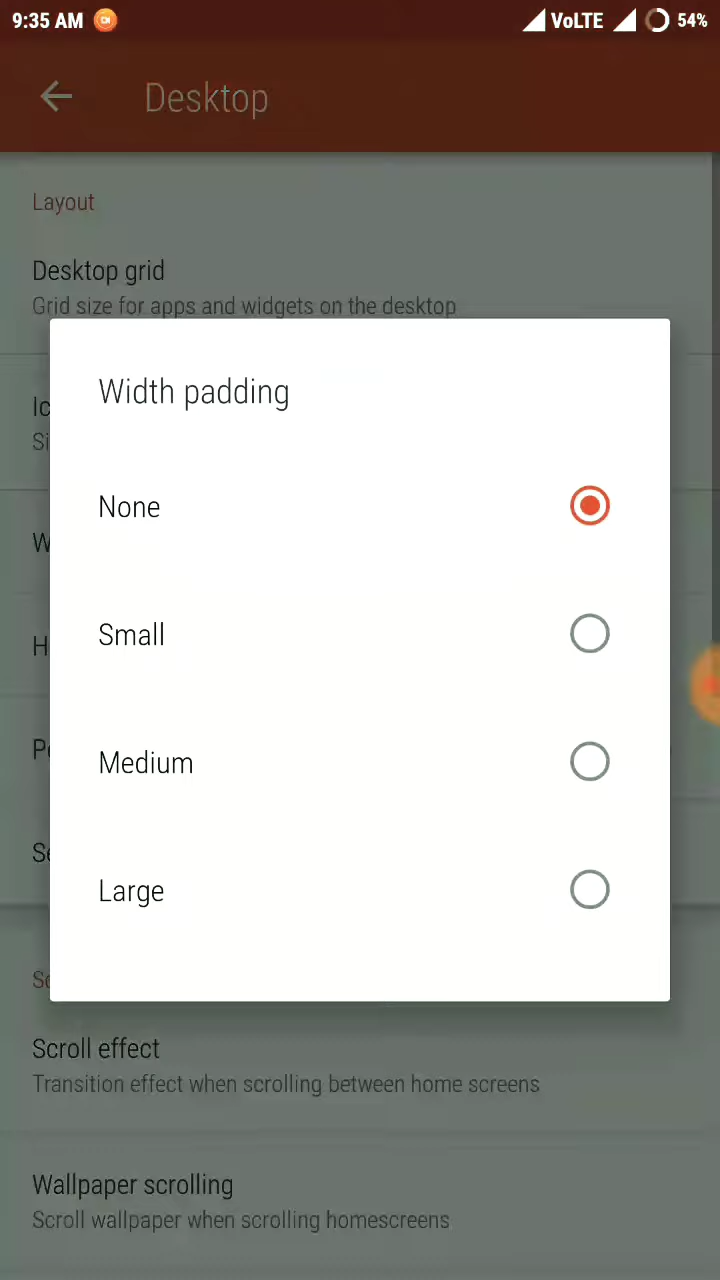 9:35 AM VoLTE 54%
Desktop
Layout
Desktop grid
Grid size for apps and widgets on the desktop
Width padding
None
Small
Medium
Large
Scroll effect
Transition effect when scrolling between home screens
Wallpaper scrolling
Scroll wallpaper when scrolling homescreens